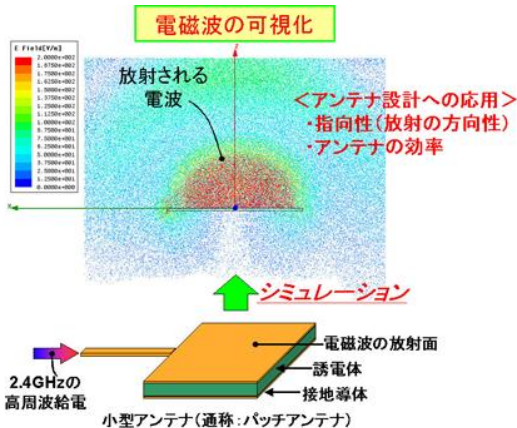 電磁波の可視化
E Field[V/m]
2.0000e+002
1.8750e+002
1.7500e+002
1.6250e+002
1.5000e+002
1.3750e+002
1.2500e+002
1.1250e+002
1.0000e+002
8.7500e+001
7.5000e+001
6.2500e+001
5.0000e+001
3.7500e+001
2.5000e+001
1.2500e+001
0.0000e+000
放射される
電波
＜アンテナ設計への応用＞
・指向性(放射の方向性)
・アンテナの効率
シミュレーション
2.4GHzの
高周波給電
電磁波の放射面
誘電体
接地導体
小型アンテナ(通称:パッチアンテナ)